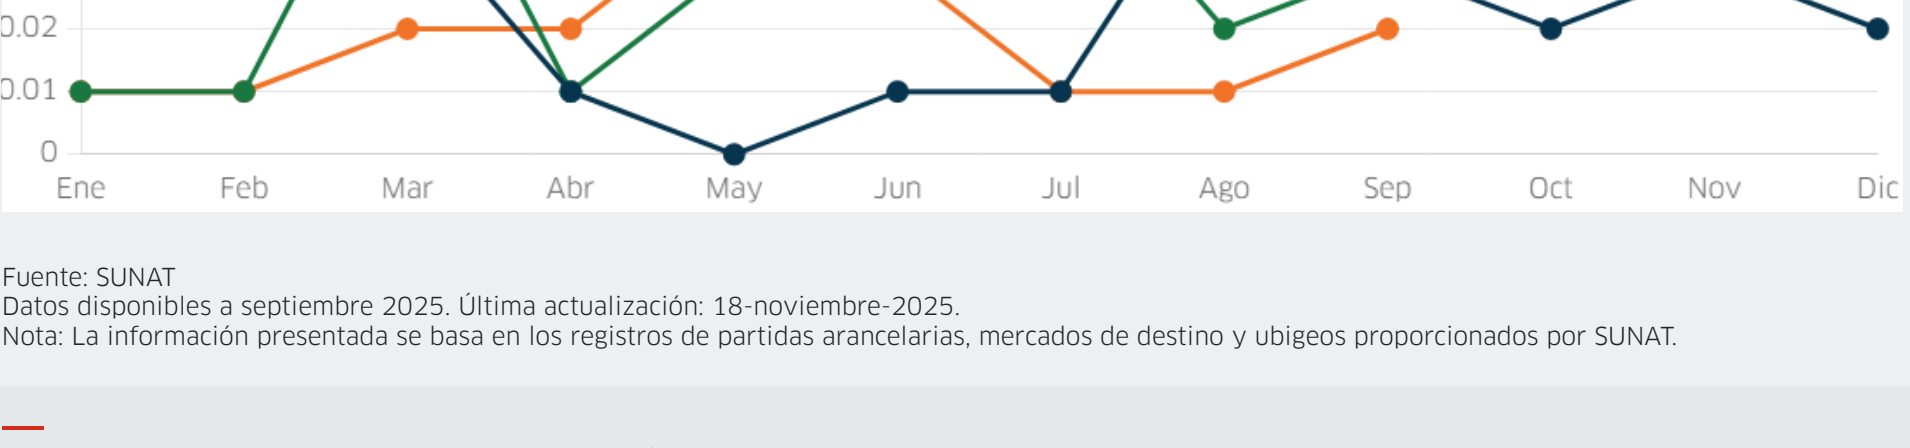 0.02
0.01
0
Ene Feb Mar Abr May Jun Jul Ago Sep Oct Nov Dic
Fuente: SUNAT
Datos disponibles a septiembre 2025. Última actualización: 18-noviembre-2025.
Nota: La información presentada se basa en los registros de partidas arancelarias, mercados de destino y ubigeos proporcionados por SUNAT.